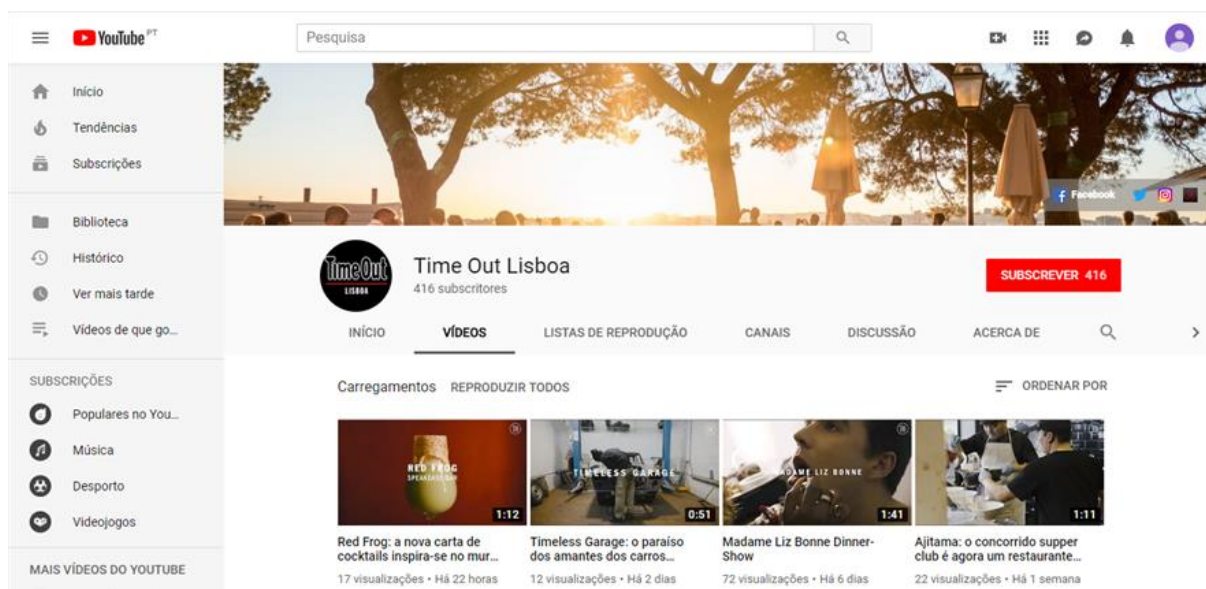 YouTube PT
Pesquisa
Início
Tendências
Subscrições
Biblioteca
Histórico
Ver mais tarde
Vídeos de que go...
SUBSCRIÇÕES
Populares no You...
Música
Desporto
Videojogos
MAIS VÍDEOS DO YOUTUBE
Facebook
TimeOut
LISBOA
Time Out Lisboa
416 subscritores
SUBSCREVER 416
INÍCIO VÍDEOS LISTAS DE REPRODUÇÃO CANAIS DISCUSSÃO ACERCA DE
Carregamentos REPRODUZIR TODOS
ORDENAR POR
RED FROG
SPEAKEASY BAR
1:12
Red Frog: a nova carta de
cocktails inspira-se no mur...
17 visualizações • Há 22 horas
TIMELESS GARAGE
0:51
Timeless Garage: o paraíso
dos amantes dos carros...
12 visualizações • Há 2 dias
MADAME LIZ BONNE
1:41
Madame Liz Bonne Dinner-
Show
72 visualizações • Há 6 dias
1:11
Ajitama: o concorrido supper
club é agora um restaurante...
22 visualizações • Há 1 semana